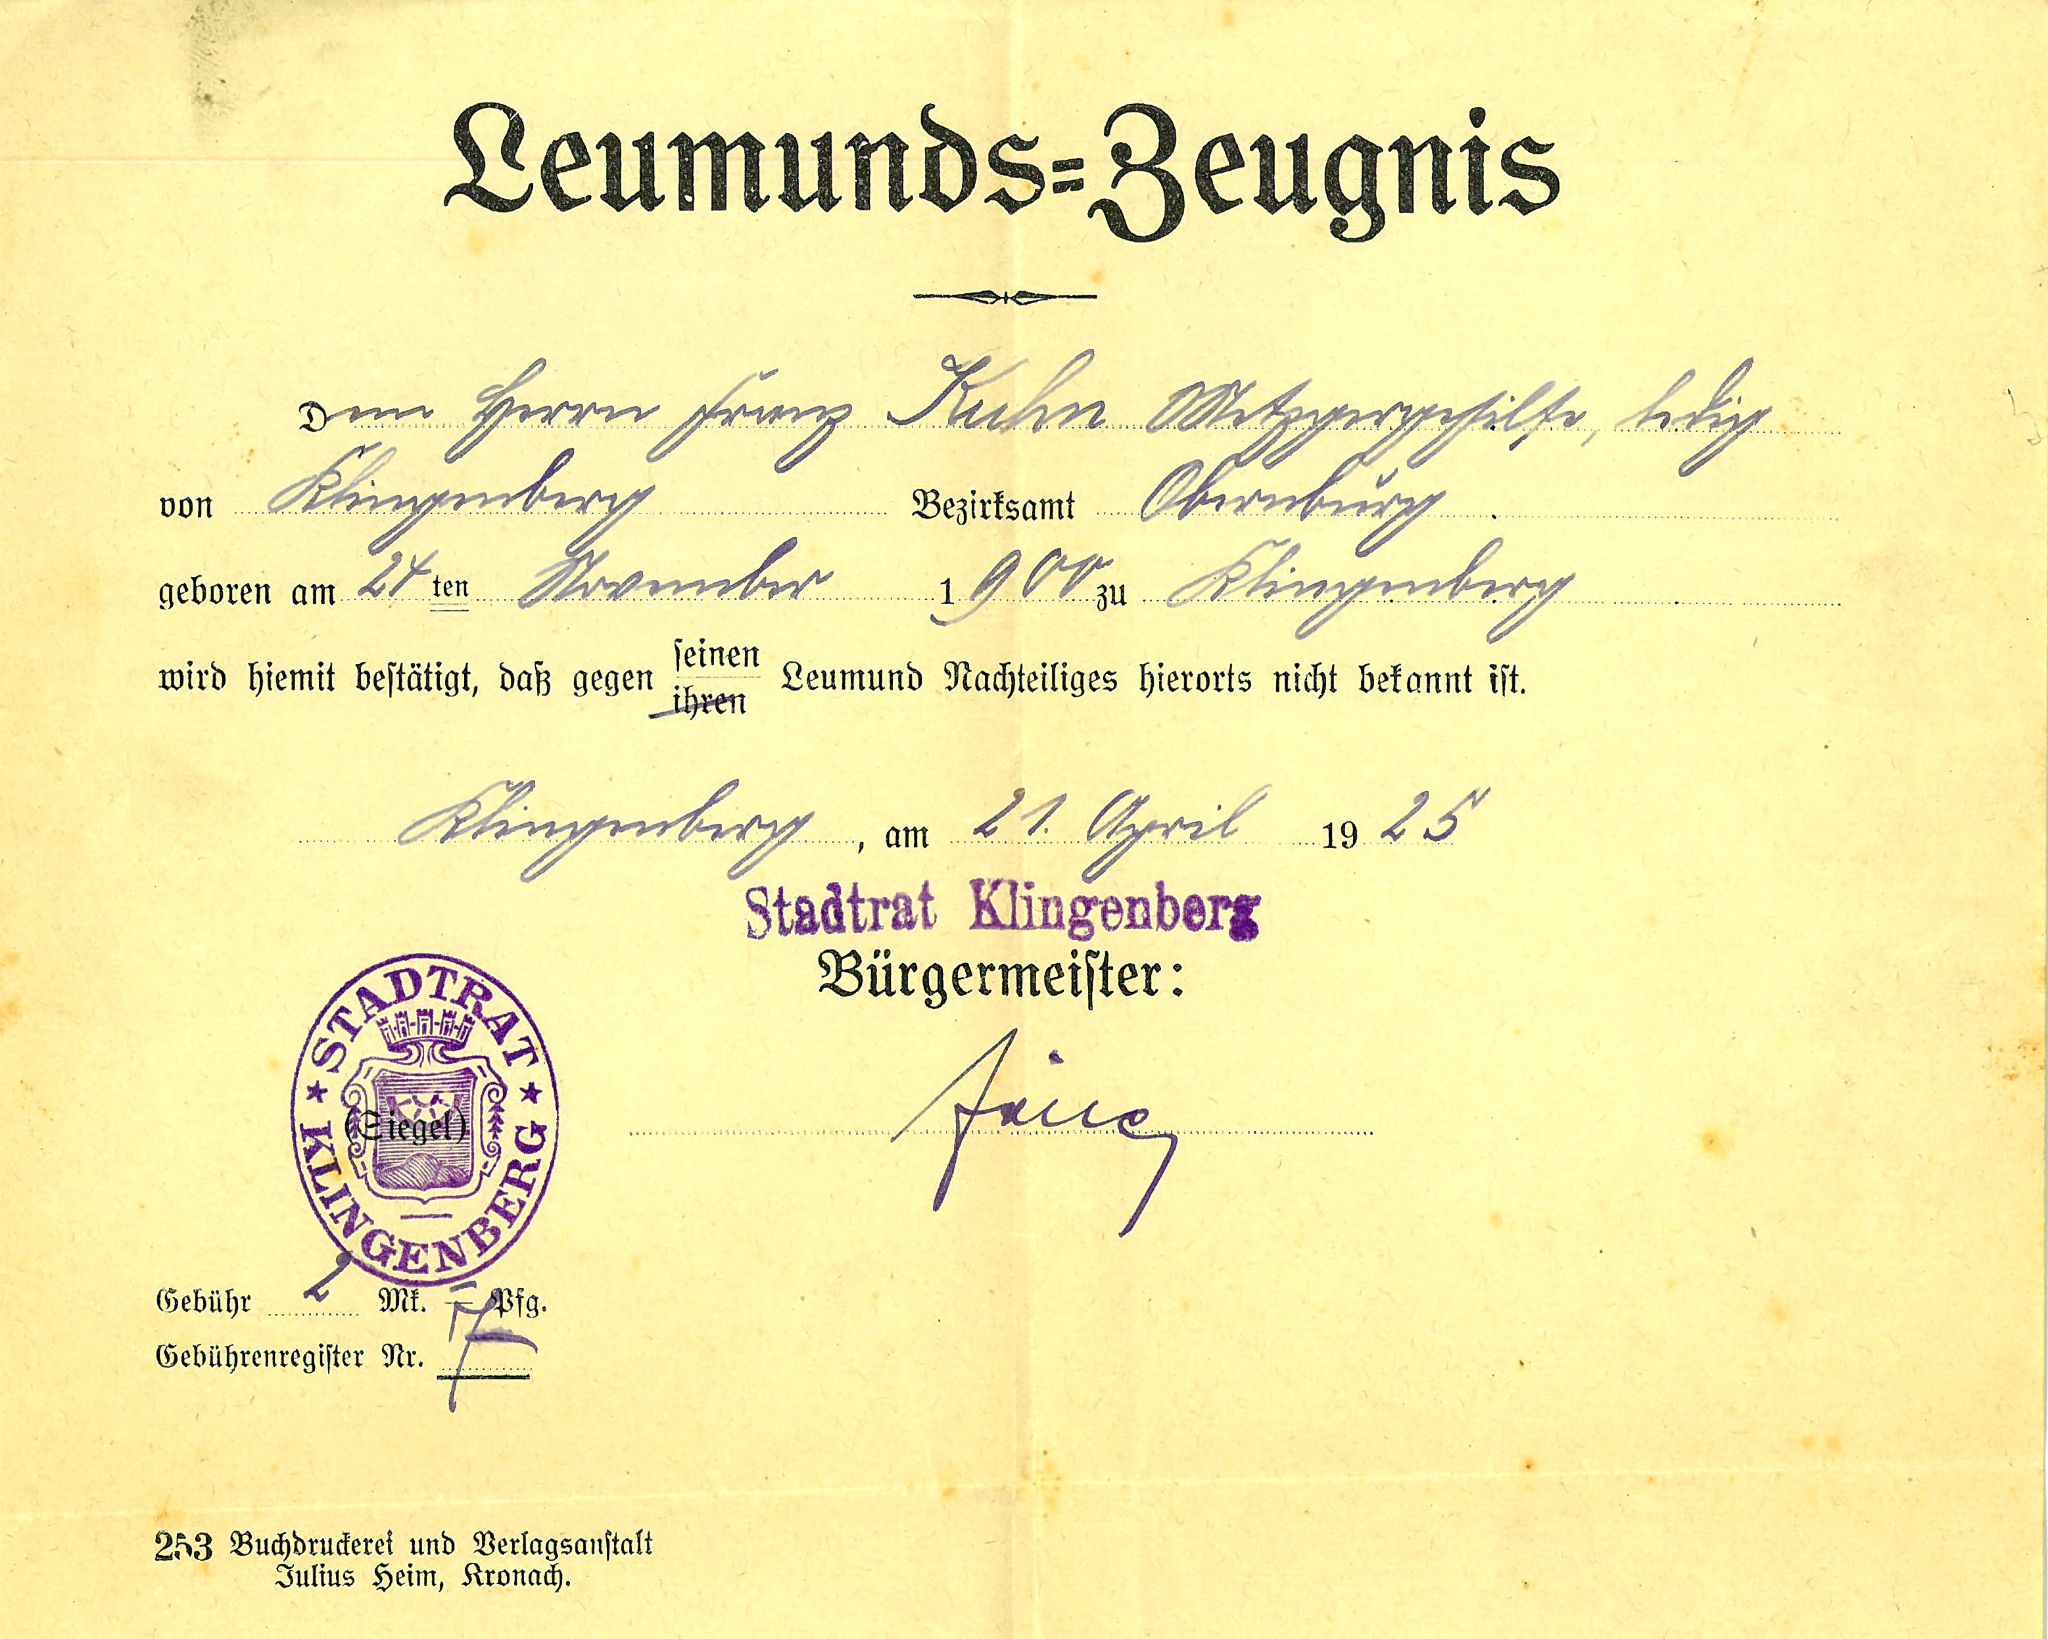 Leumunds=Zeugnis
Dem Herrn Franz Kuhn Metzgergehilfe, ledig
von Klingenberg Bezirksamt Obernburg
geboren am 24ten November 1900 zu Klingenberg
wird hiemit bestätigt, daß gegen seinen ihren Leumund Nachteiliges hierorts nicht bekannt ist.
Klingenberg, am 21. April 1925
Stadtrat Klingenberg
Bürgermeister:
STADTRAT
(Siegel)
KLINGENBERG
Gebühr 2 Mk. – Pfg.
Gebührenregister Nr.
253 Buchdruckerei und Verlagsanstalt
Julius Heim, Kronach.